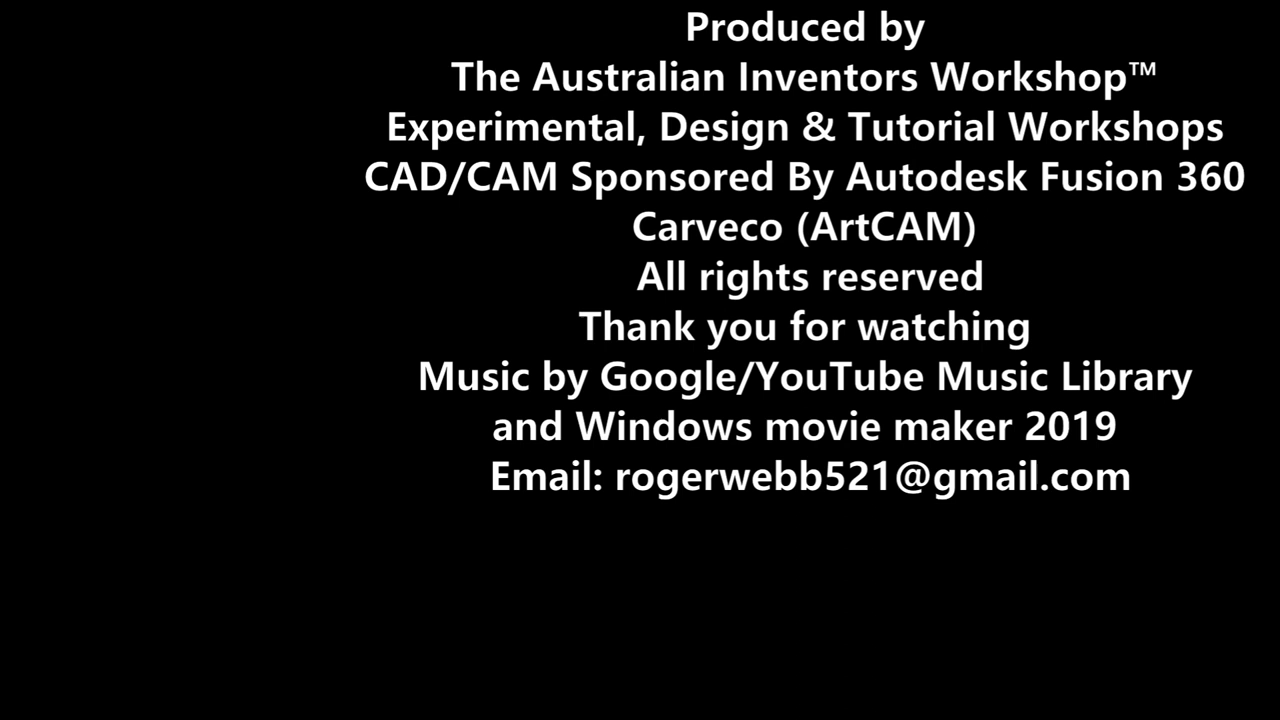 Produced by
The Australian Inventors Workshop™
Experimental, Design & Tutorial Workshops
CAD/CAM Sponsored By Autodesk Fusion 360
Carveco (ArtCAM)
All rights reserved
Thank you for watching
Music by Google/YouTube Music Library
and Windows movie maker 2019
Email: rogerwebb521@gmail.com